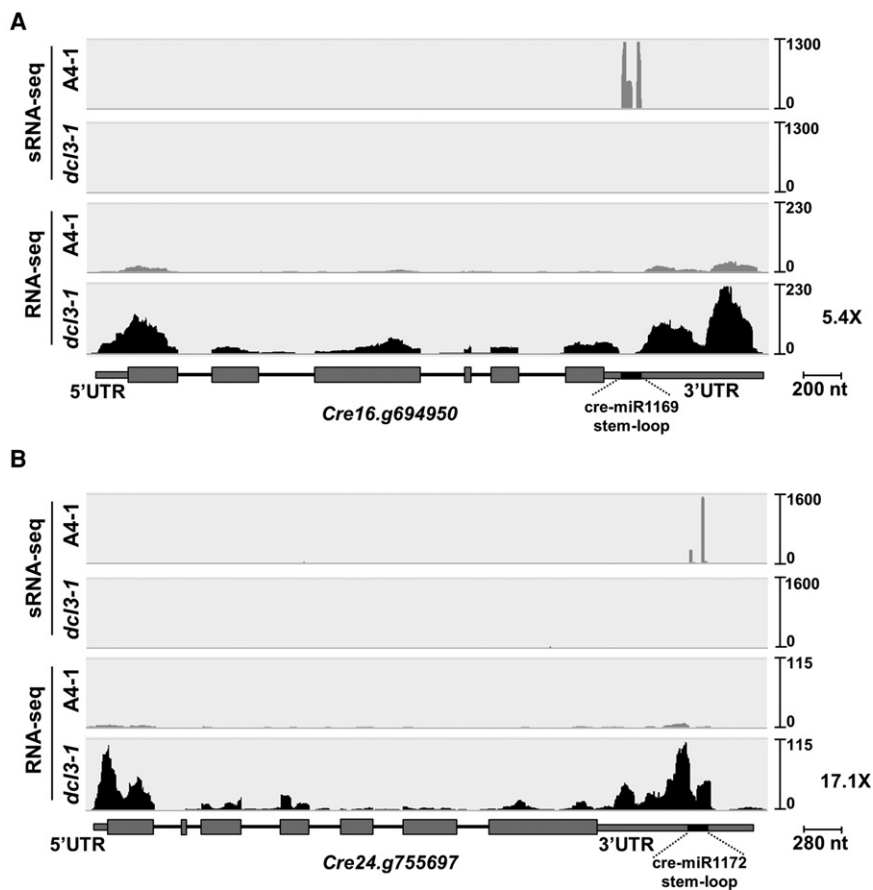 A
sRNA-seq
A4-1
1300
0
dcl3-1
1300
0
RNA-seq
A4-1
230
0
dcl3-1
230
0
5.4X
5'UTR
3'UTR
200 nt
Cre16.g694950
cre-miR1169
stem-loop
B
sRNA-seq
A4-1
1600
0
dcl3-1
1600
0
RNA-seq
A4-1
115
0
dcl3-1
115
0
17.1X
5'UTR
3'UTR
280 nt
Cre24.g755697
cre-miR1172
stem-loop